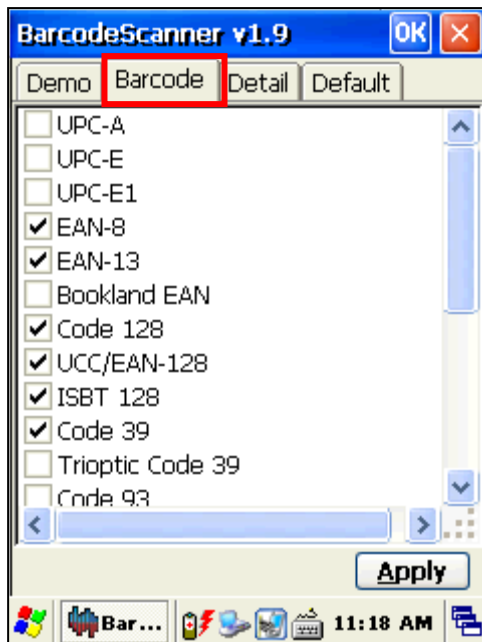 BarcodeScanner v1.9 OK
Demo Barcode Detail Default
UPC-A
UPC-E
UPC-E1
EAN-8
EAN-13
Bookland EAN
Code 128
UCC/EAN-128
ISBT 128
Code 39
Trioptic Code 39
Code 93
Apply
Bar... 11:18 AM